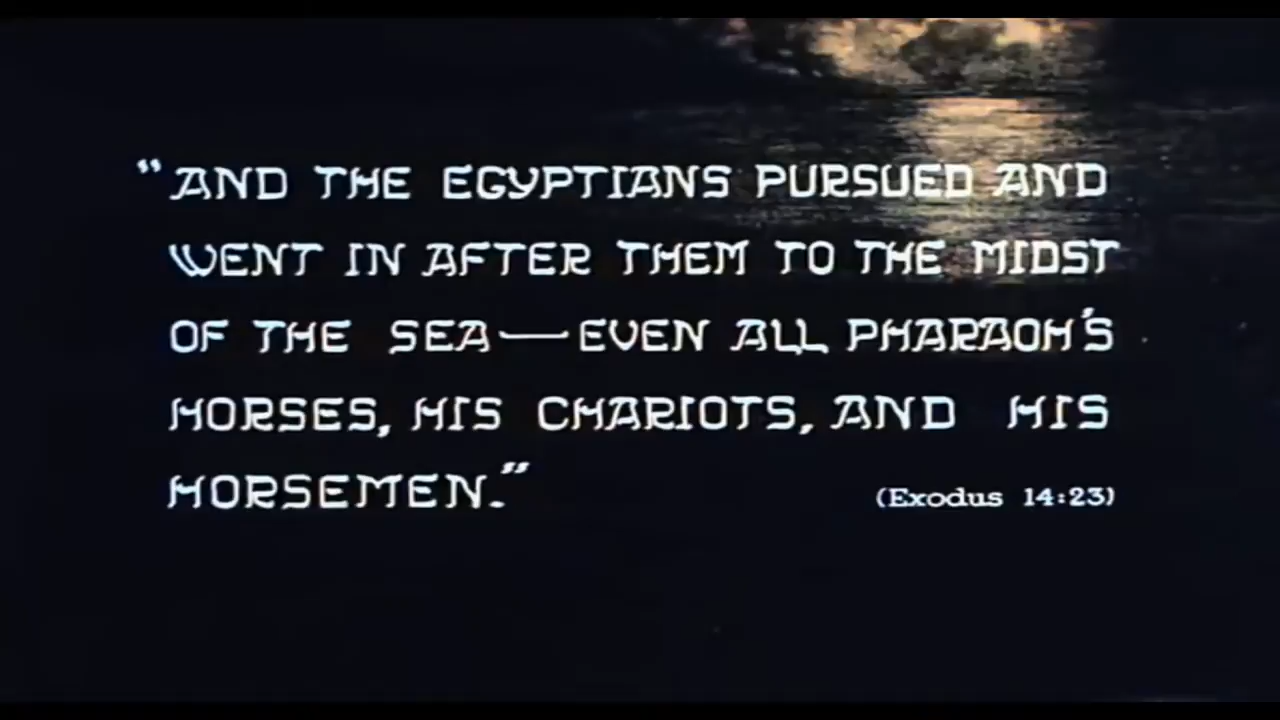 “AND THE EGYPTIANS PURSUED AND
WENT IN AFTER THEM TO THE MIDST
OF THE SEA—EVEN ALL PHARAOH'S
HORSES, HIS CHARIOTS, AND HIS
HORSEMEN.”
(Exodus 14:23)